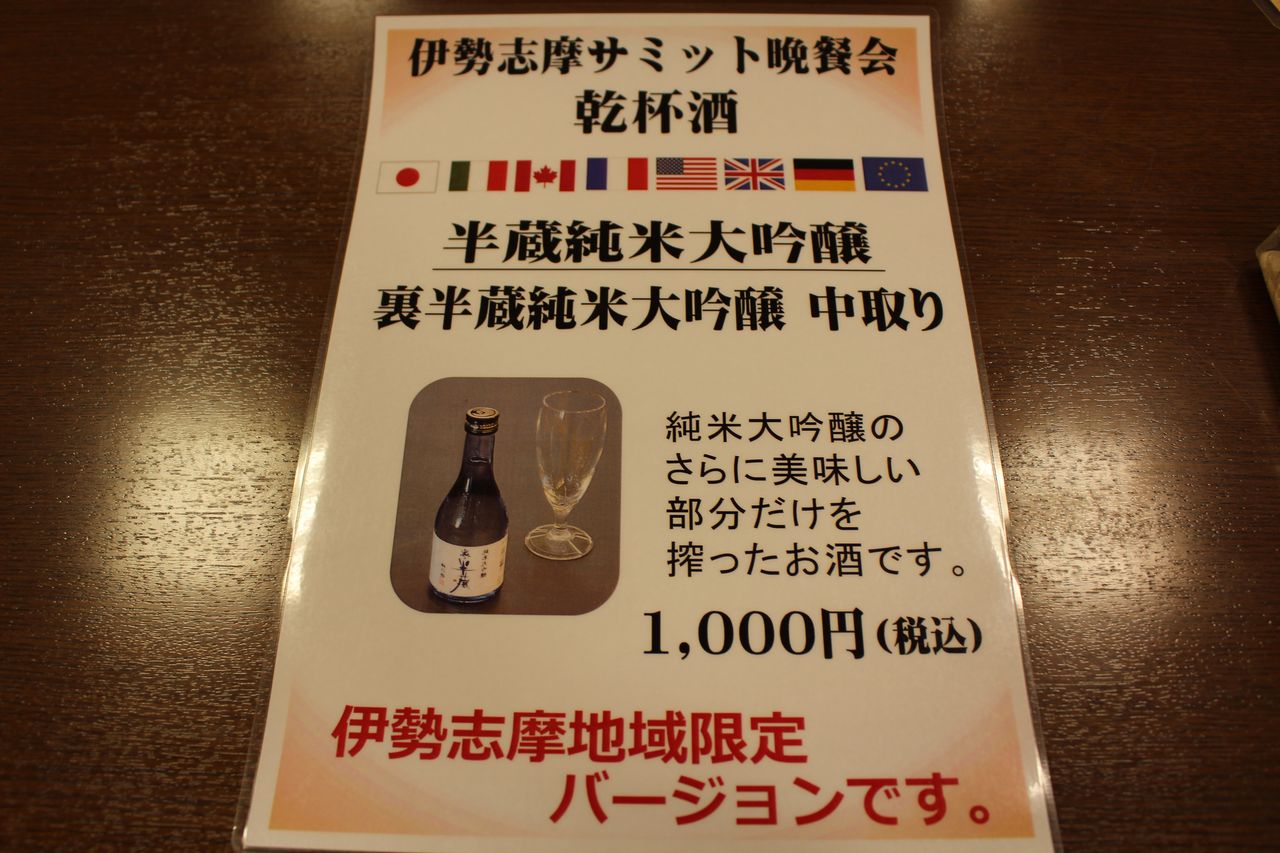 伊勢志摩サミット晩餐会
乾杯酒
半蔵純米大吟醸
裏半蔵純米大吟醸 中取り
純米大吟醸の
さらに美味しい
部分だけを
搾ったお酒です。
1,000円(税込)
伊勢志摩地域限定
バージョンです。